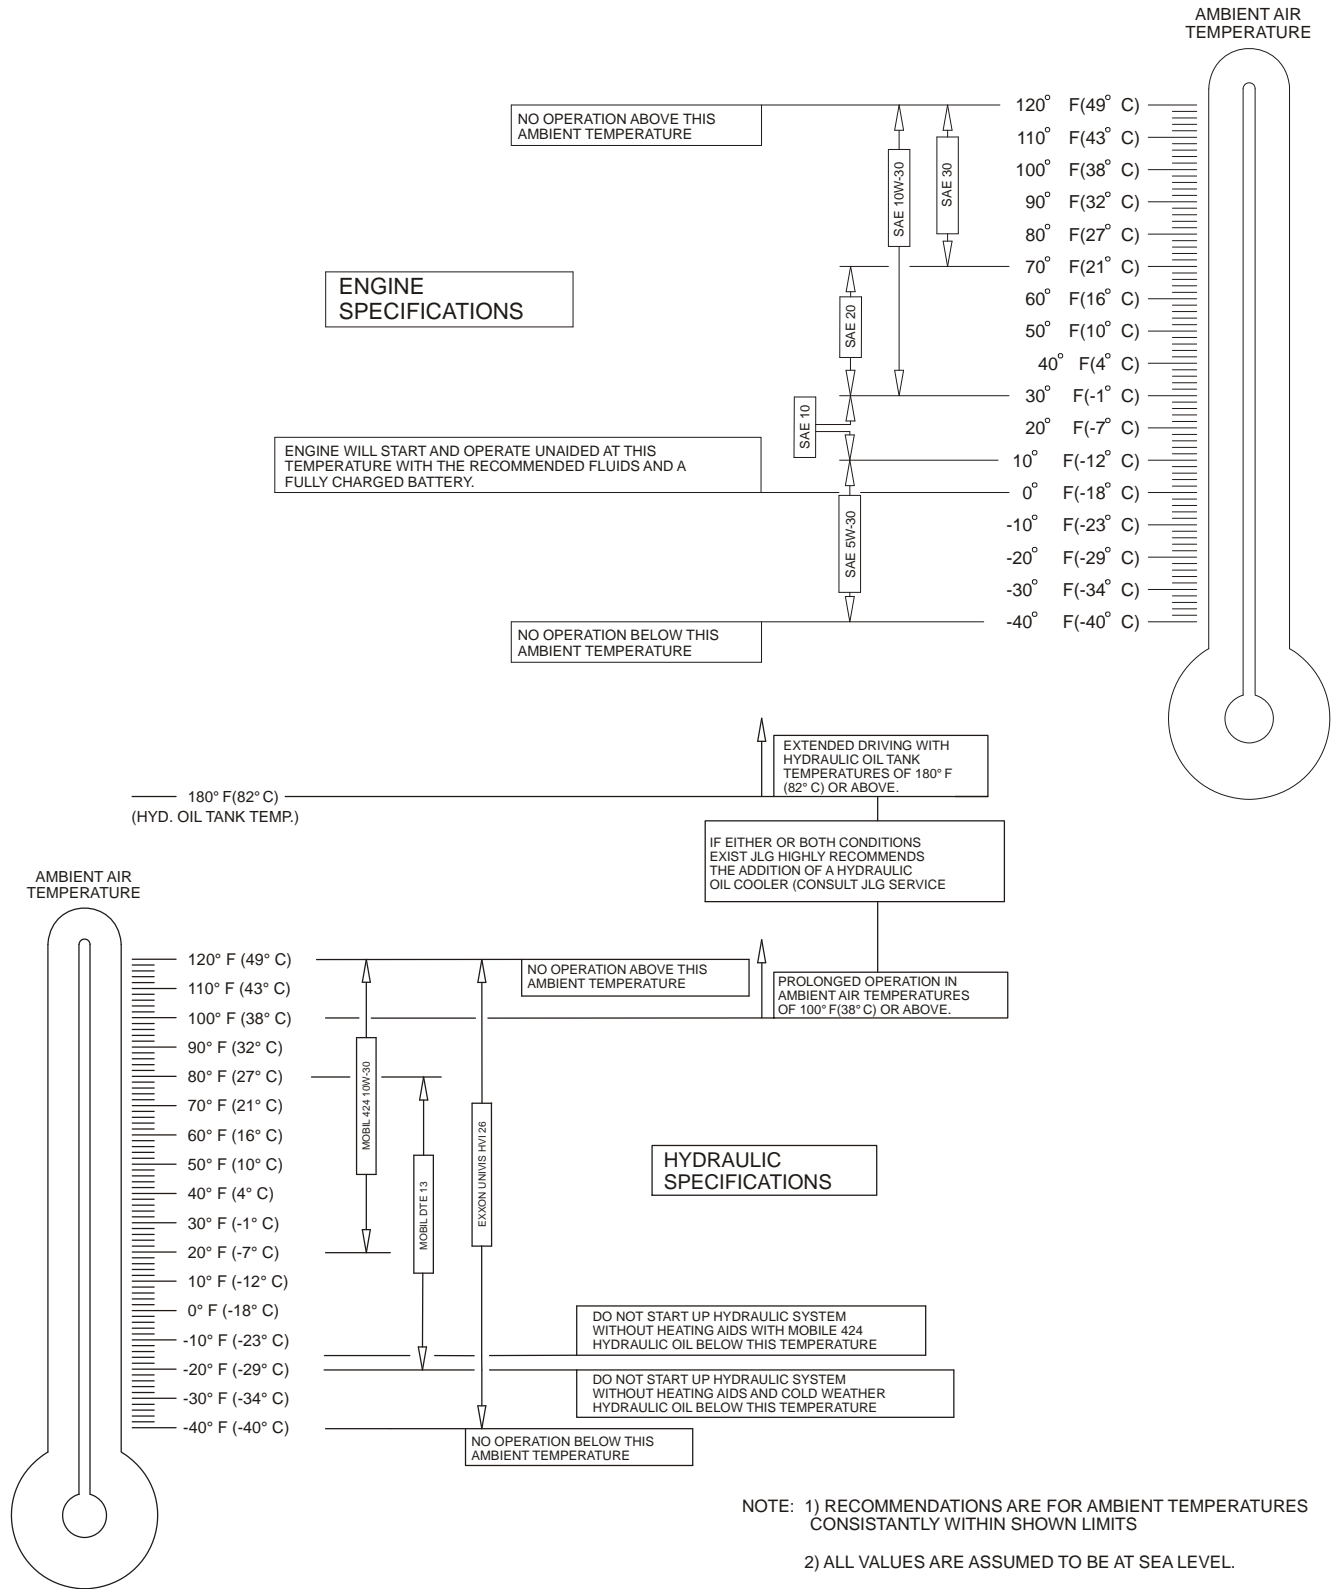 AMBIENT AIR
TEMPERATURE
NO OPERATION ABOVE THIS
AMBIENT TEMPERATURE
120° F(49° C)
110° F(43° C)
100° F(38° C)
90° F(32° C)
80° F(27° C)
70° F(21° C)
60° F(16° C)
50° F(10° C)
40° F(4° C)
30° F(-1° C)
20° F(-7° C)
10° F(-12° C)
0° F(-18° C)
-10° F(-23° C)
-20° F(-29° C)
-30° F(-34° C)
-40° F(-40° C)
SAE 10W-30
SAE 30
SAE 20
SAE 10
SAE 5W-30
ENGINE
SPECIFICATIONS
ENGINE WILL START AND OPERATE UNAIDED AT THIS
TEMPERATURE WITH THE RECOMMENDED FLUIDS AND A
FULLY CHARGED BATTERY.
NO OPERATION BELOW THIS
AMBIENT TEMPERATURE
EXTENDED DRIVING WITH
HYDRAULIC OIL TANK
TEMPERATURES OF 180° F
(82° C) OR ABOVE.
180° F(82° C)
(HYD. OIL TANK TEMP.)
IF EITHER OR BOTH CONDITIONS
EXIST JLG HIGHLY RECOMMENDS
THE ADDITION OF A HYDRAULIC
OIL COOLER (CONSULT JLG SERVICE
AMBIENT AIR
TEMPERATURE
120° F (49° C)
110° F (43° C)
100° F (38° C)
90° F (32° C)
80° F (27° C)
70° F (21° C)
60° F (16° C)
50° F (10° C)
40° F (4° C)
30° F (-1° C)
20° F (-7° C)
10° F (-12° C)
0° F (-18° C)
-10° F (-23° C)
-20° F (-29° C)
-30° F (-34° C)
-40° F (-40° C)
MOBIL 424 10W-30
MOBIL DTE 13
EXXON UNIVIS HVI 26
NO OPERATION ABOVE THIS
AMBIENT TEMPERATURE
PROLONGED OPERATION IN
AMBIENT AIR TEMPERATURES
OF 100° F(38° C) OR ABOVE.
HYDRAULIC
SPECIFICATIONS
DO NOT START UP HYDRAULIC SYSTEM
WITHOUT HEATING AIDS WITH MOBILE 424
HYDRAULIC OIL BELOW THIS TEMPERATURE
DO NOT START UP HYDRAULIC SYSTEM
WITHOUT HEATING AIDS AND COLD WEATHER
HYDRAULIC OIL BELOW THIS TEMPERATURE
NO OPERATION BELOW THIS
AMBIENT TEMPERATURE
NOTE: 1) RECOMMENDATIONS ARE FOR AMBIENT TEMPERATURES
CONSISTANTLY WITHIN SHOWN LIMITS
2) ALL VALUES ARE ASSUMED TO BE AT SEA LEVEL.